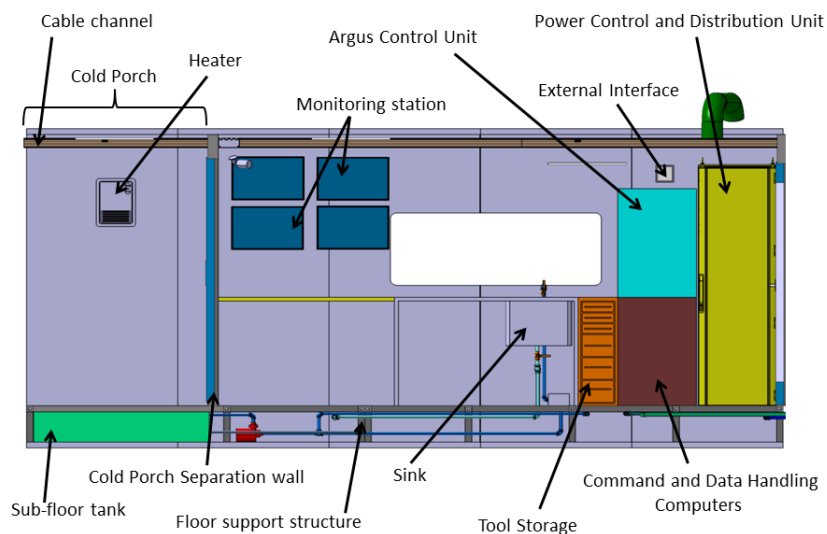 Cable channel
Cold Porch
Heater
Monitoring station
Argus Control Unit
Power Control and Distribution Unit
External Interface
Sub-floor tank
Cold Porch Separation wall
Floor support structure
Sink
Tool Storage
Command and Data Handling
Computers